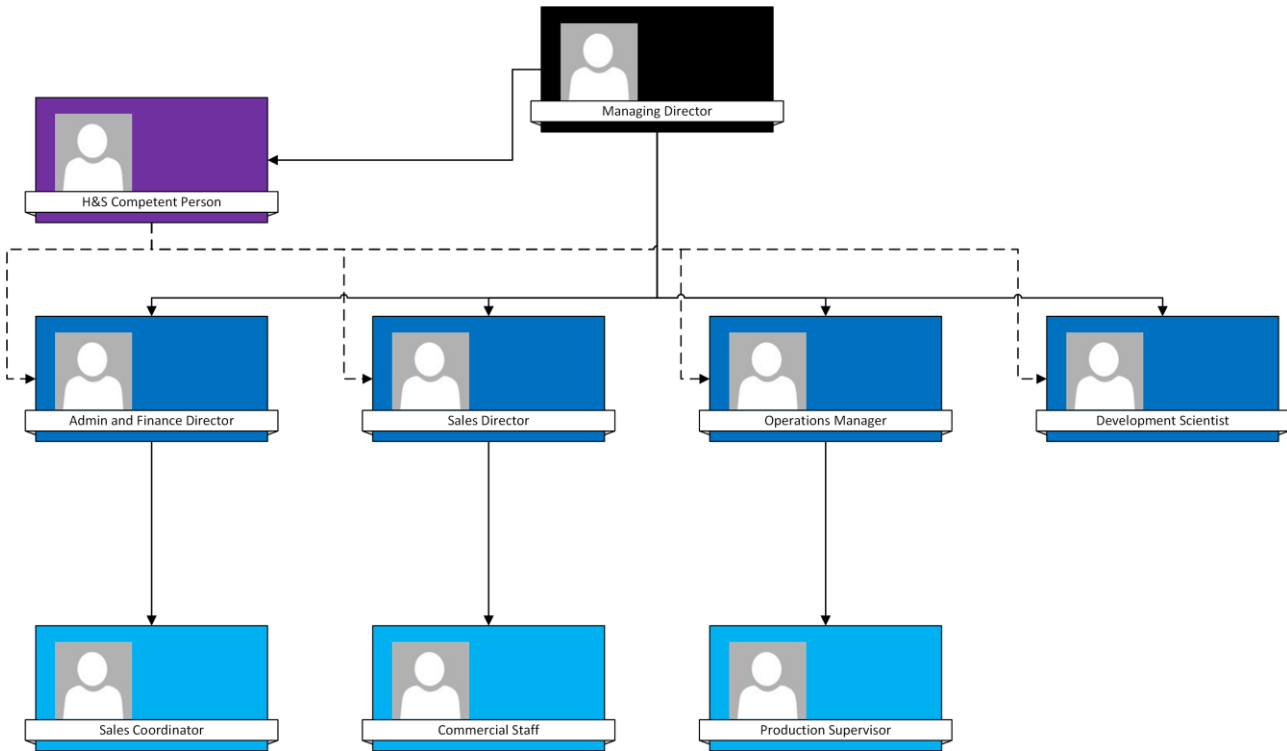 Managing Director
H&S Competent Person
Admin and Finance Director
Sales Director
Operations Manager
Development Scientist
Sales Coordinator
Commercial Staff
Production Supervisor